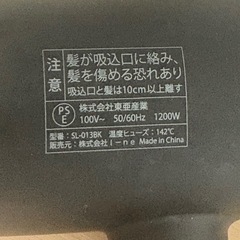 注意
髪が吸込口に絡み、
髪を傷める恐れあり
吸込口と髪は10cm以上離す
PSE
株式会社東亜産業
100V~ 50/60Hz 1200W
型番：SL-013BK 温度ヒューズ：142℃
販売元：株式会社 I-ne Made in China